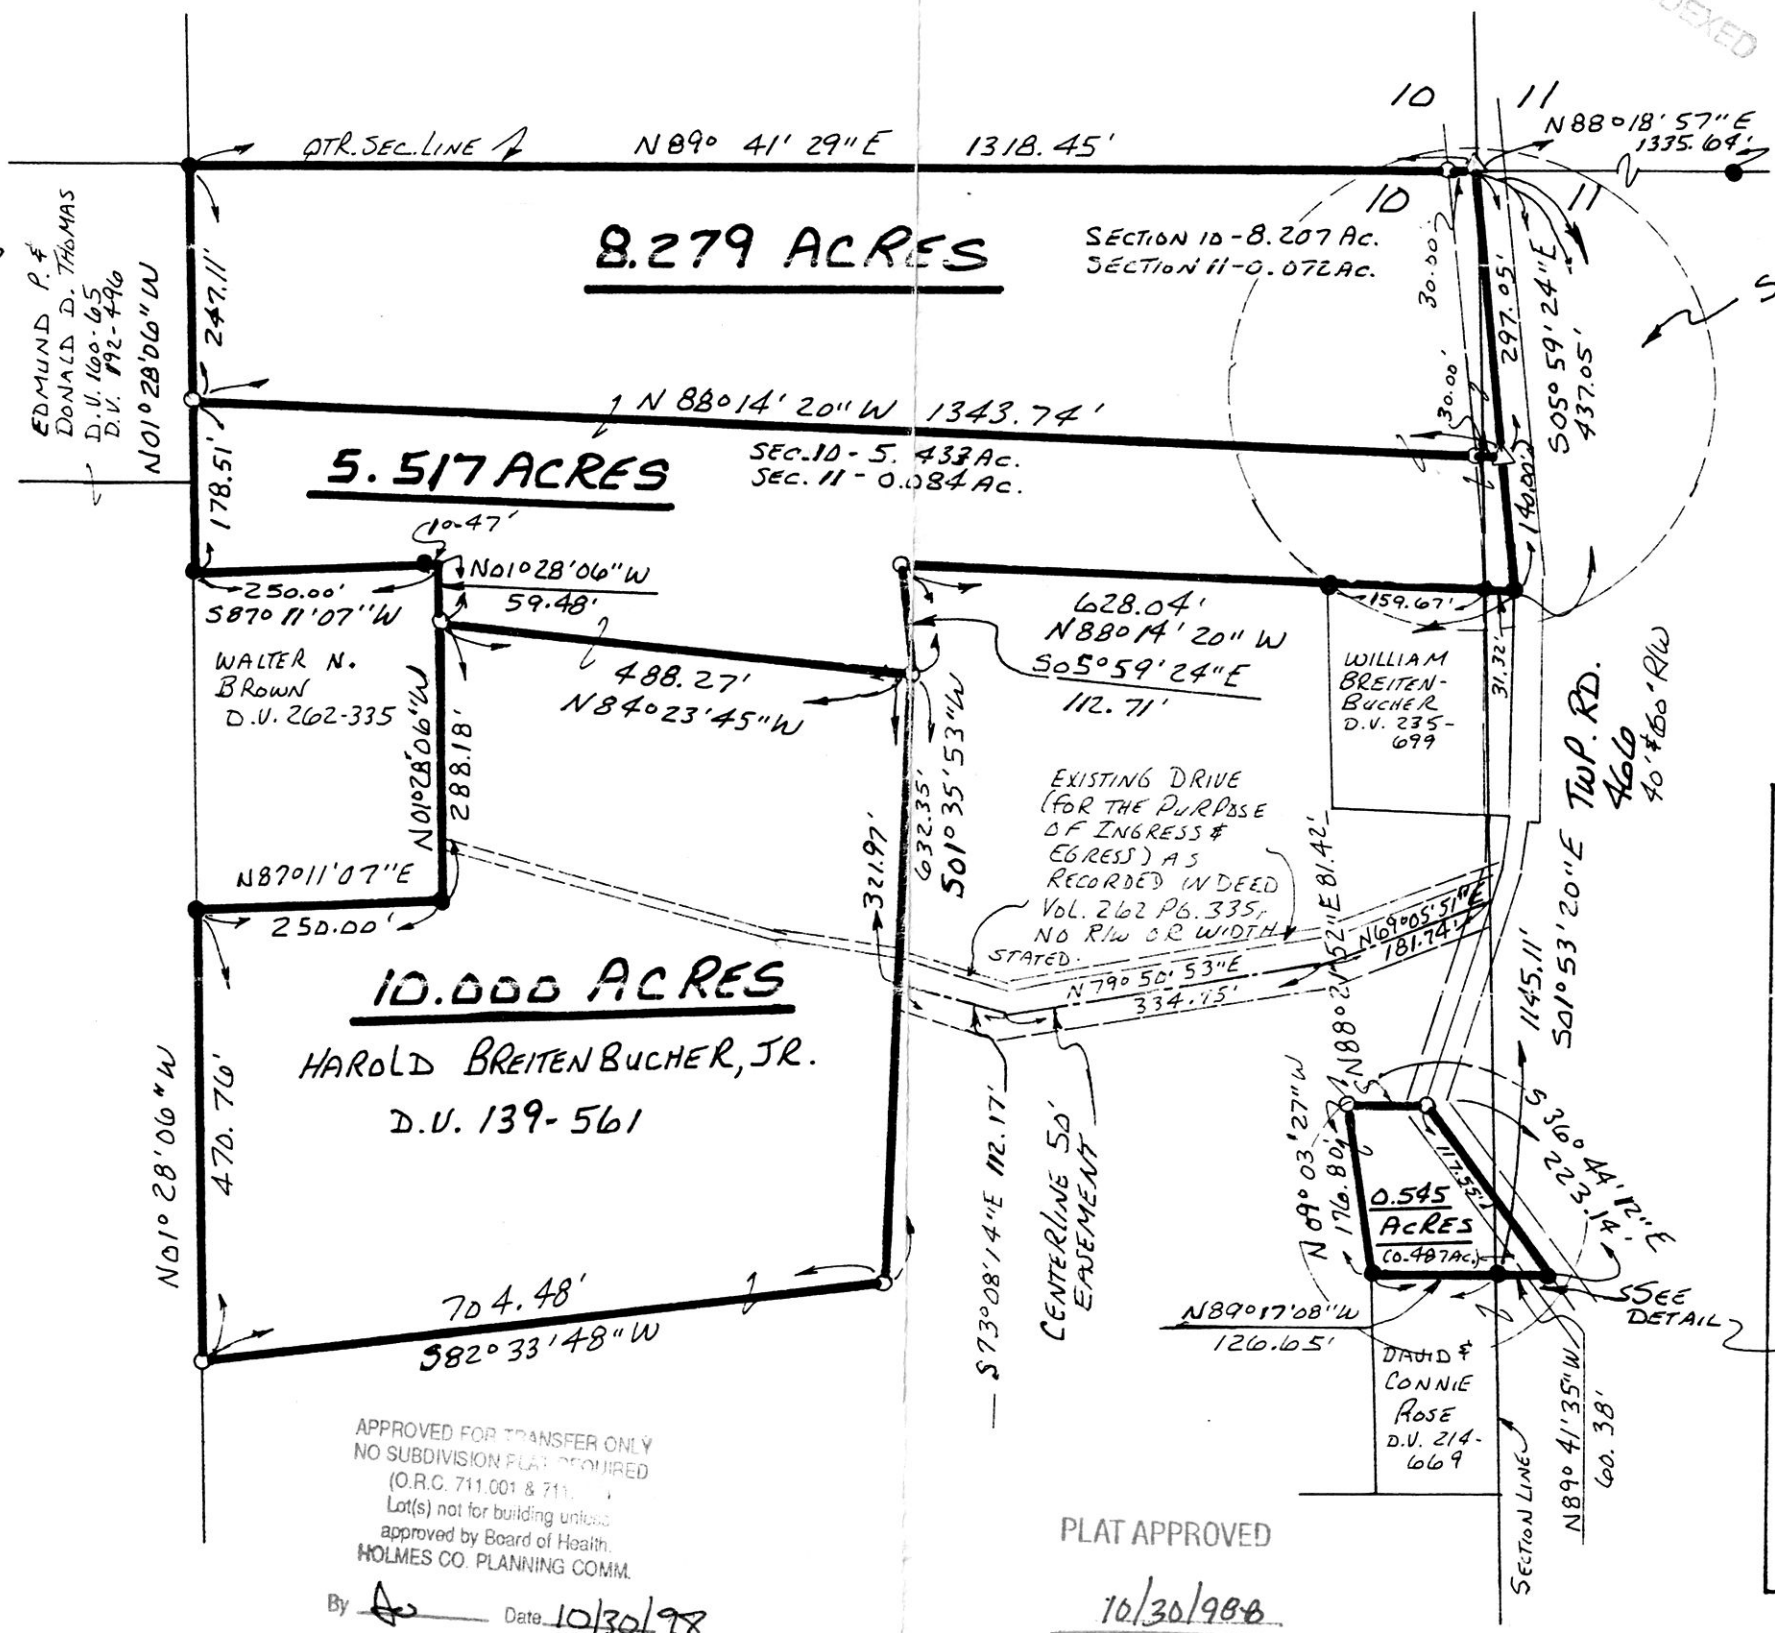 INDEXED
10 11
N88°18'57"E
1335.64'
QTR. SEC. LINE N89° 41' 29"E 1318.45'
10 11
8.279 ACRES
SECTION 10-8.207 AC.
SECTION 11-0.072 AC.
EDMUND P. &
DONALD D. THOMAS
D.V. 160-65
D.V. 192-496
N01°28'06"W
247.11'
30.00'
297.05'
S05°59'24"E
437.05'
N88°14'20"W 1343.74'
30.00'
5.517 ACRES
SEC.10-5.433 AC.
SEC. 11-0.084 AC.
178.51'
140.00'
10.47'
250.00'
S87°11'07"W
N01°28'06"W
59.48'
628.04'
N88°14'20"W
159.67'
S05°59'24"E
112.71'
31.32'
WALTER N.
BROWN
D.V. 262-335
488.27'
N84°23'45"W
N01°28'06"W
288.18'
WILLIAM
BREITEN-
BUCHER
D.V. 235-
699
TWP. RD.
466
40' & 60' R/W
EXISTING DRIVE
(FOR THE PURPOSE
OF INGRESS &
EGRESS) AS
RECORDED IN DEED
VOL. 262 PG. 335,
NO R/W OR WIDTH
STATED.
321.97'
632.35'
S01°35'53"W
N87°11'07"E
250.00'
N79°50'53"E
334.75'
N69°05'51"E
181.74'
81.42'
1145.11'
S01°53'20"E
10.000 ACRES
HAROLD BREITENBUCHER, JR.
D.V. 139-561
N01°28'06"W
470.76'
S73°08'14"E 112.17'
CENTERLINE 50'
EASEMENT
N09°03'27"W
176.80'
117.55'
S36°44'12"E
223.14'
0.545
ACRES
(0.487AC.)
704.48'
S82°33'48"W
N89°17'08"W
126.65'
SEE
DETAIL
DAVID &
CONNIE
ROSE
D.V. 214-
669
SECTION LINE
N89°41'35"W
60.38'
APPROVED FOR TRANSFER ONLY
NO SUBDIVISION PLAT REQUIRED
(O.R.C. 711.001 & 711.
Lot(s) not for building unless
approved by Board of Health.
HOLMES CO. PLANNING COMM.
By Date 10/30/98
PLAT APPROVED
10/30/98